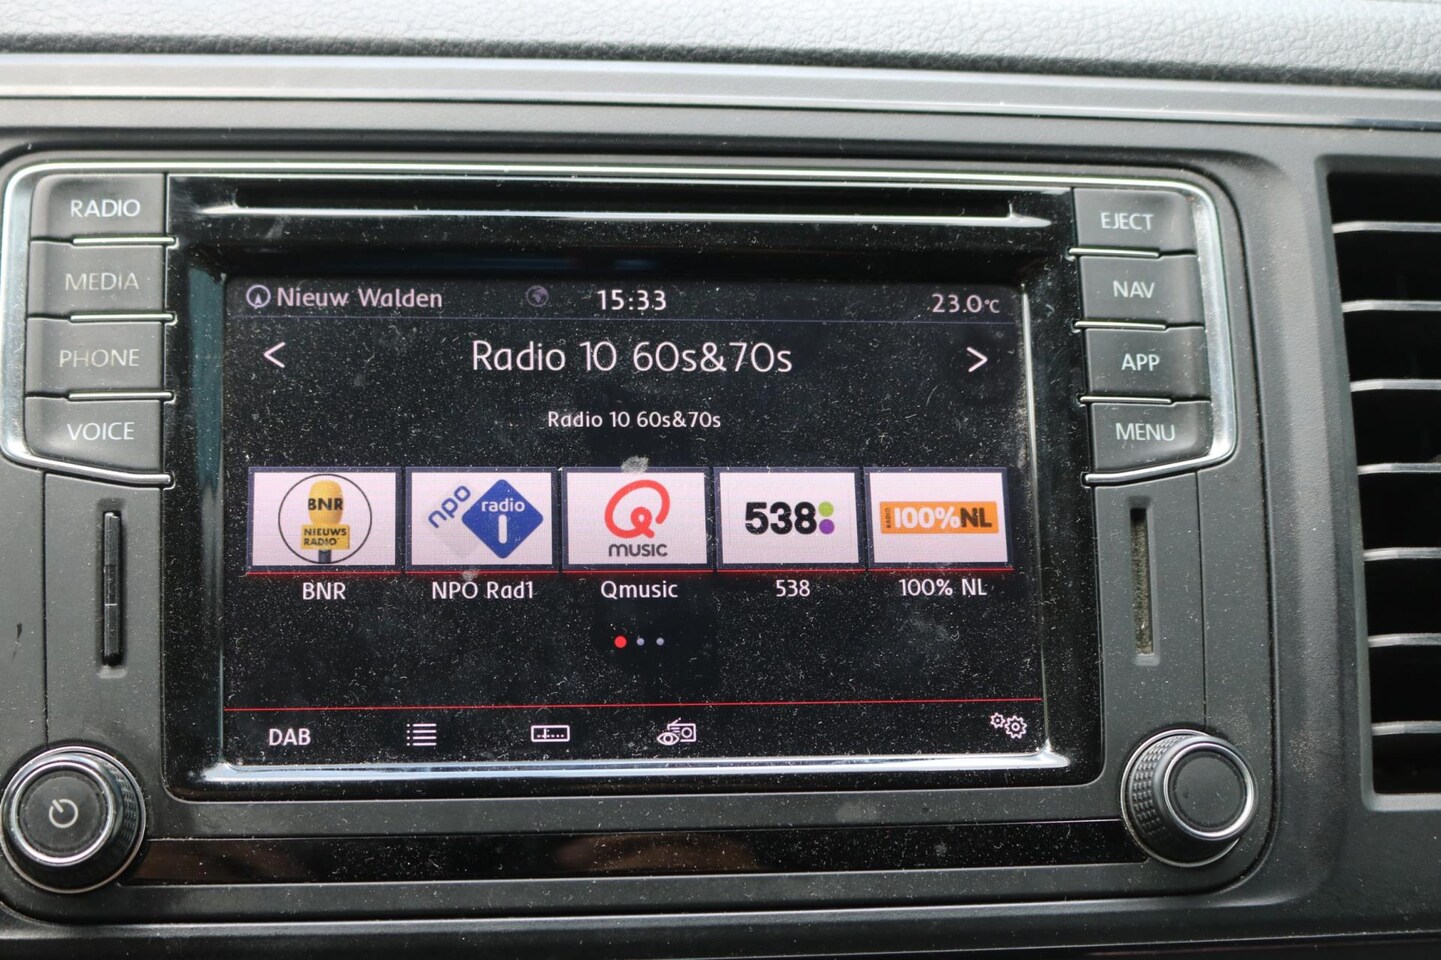 RADIO
MEDIA
PHONE
VOICE
EJECT
NAV
APP
MENU
Nieuw Walden 15:33 23.0°C
< Radio 10 60s&70s >
Radio 10 60s&70s
BNR
NIEUWS
RADIO
npo radio 1
Q
MUSIC
538
RADIO 100%NL
BNR NPO Rad1 Qmusic 538 100% NL
DAB